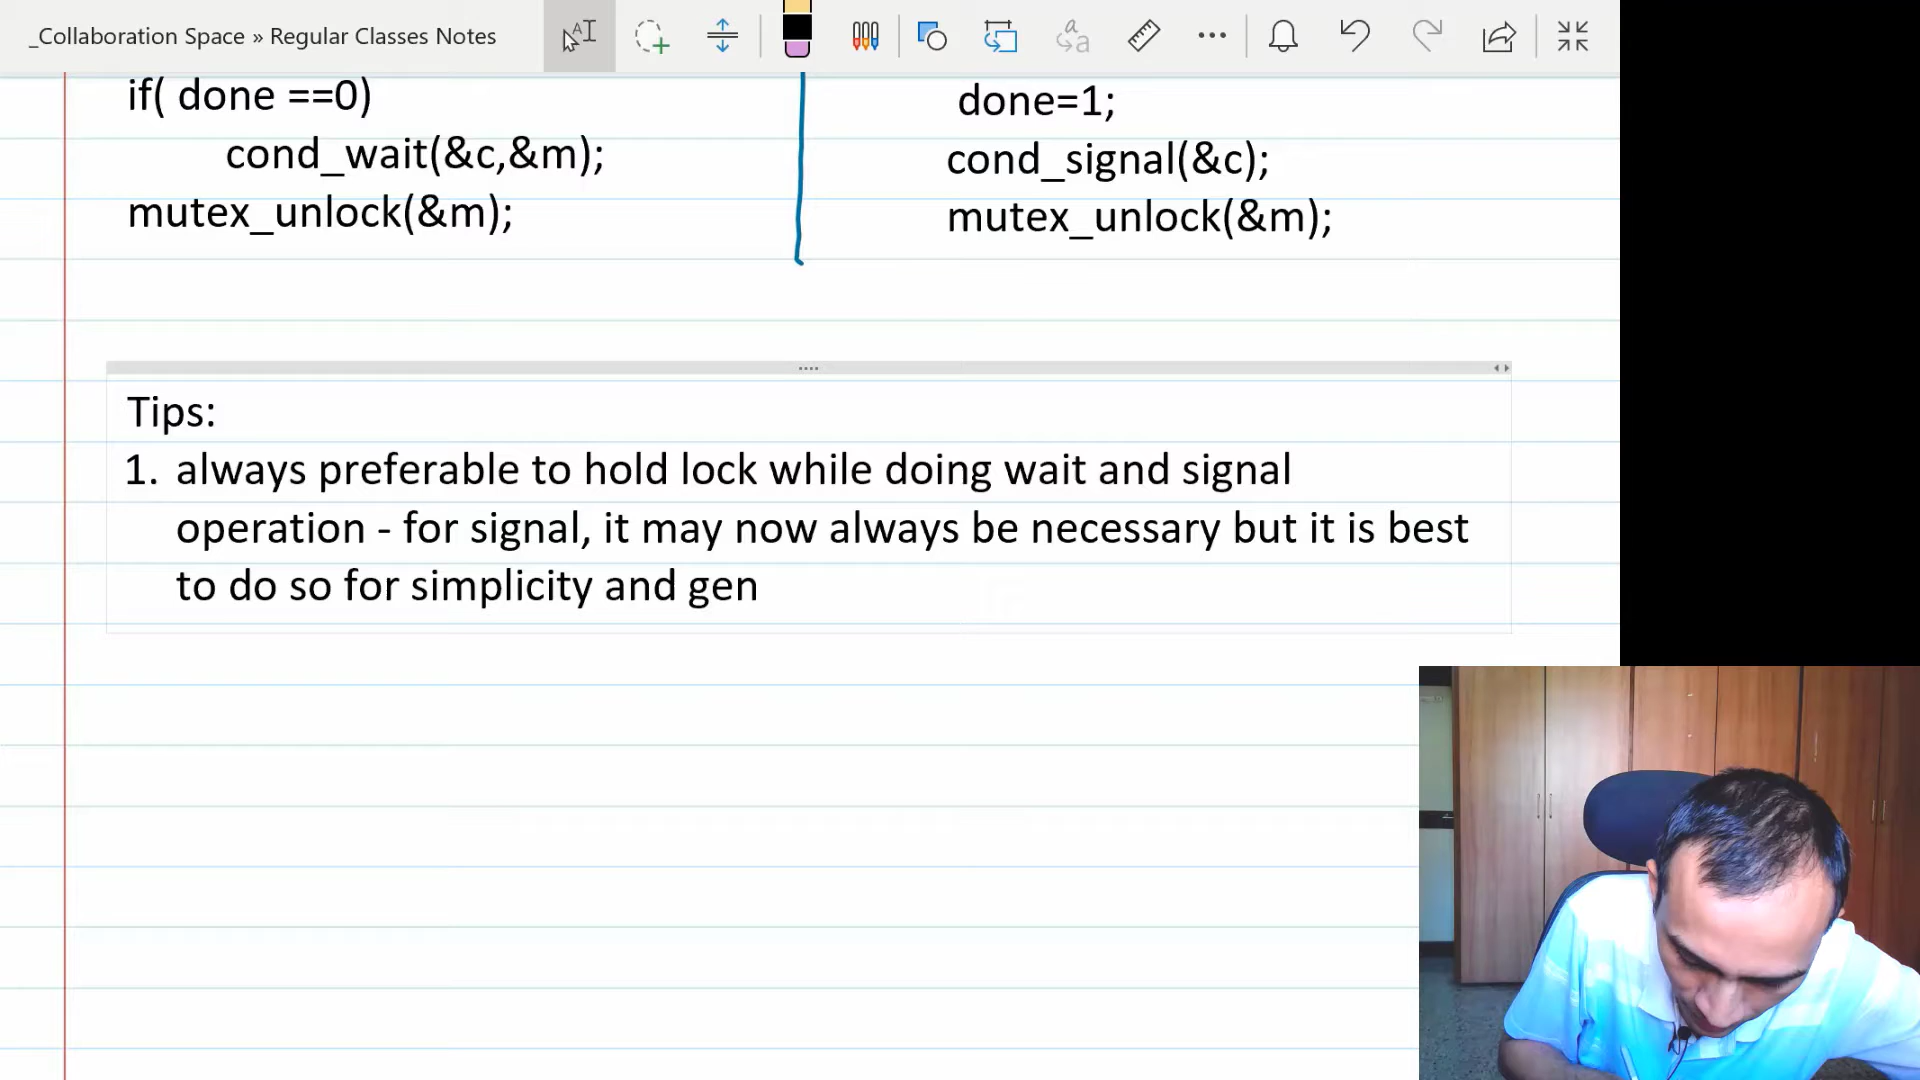 _Collaboration Space » Regular Classes Notes
if( done ==0)
cond_wait(&c,&m);
mutex_unlock(&m);
done=1;
cond_signal(&c);
mutex_unlock(&m);
Tips:
1. always preferable to hold lock while doing wait and signal
operation - for signal, it may now always be necessary but it is best
to do so for simplicity and gen